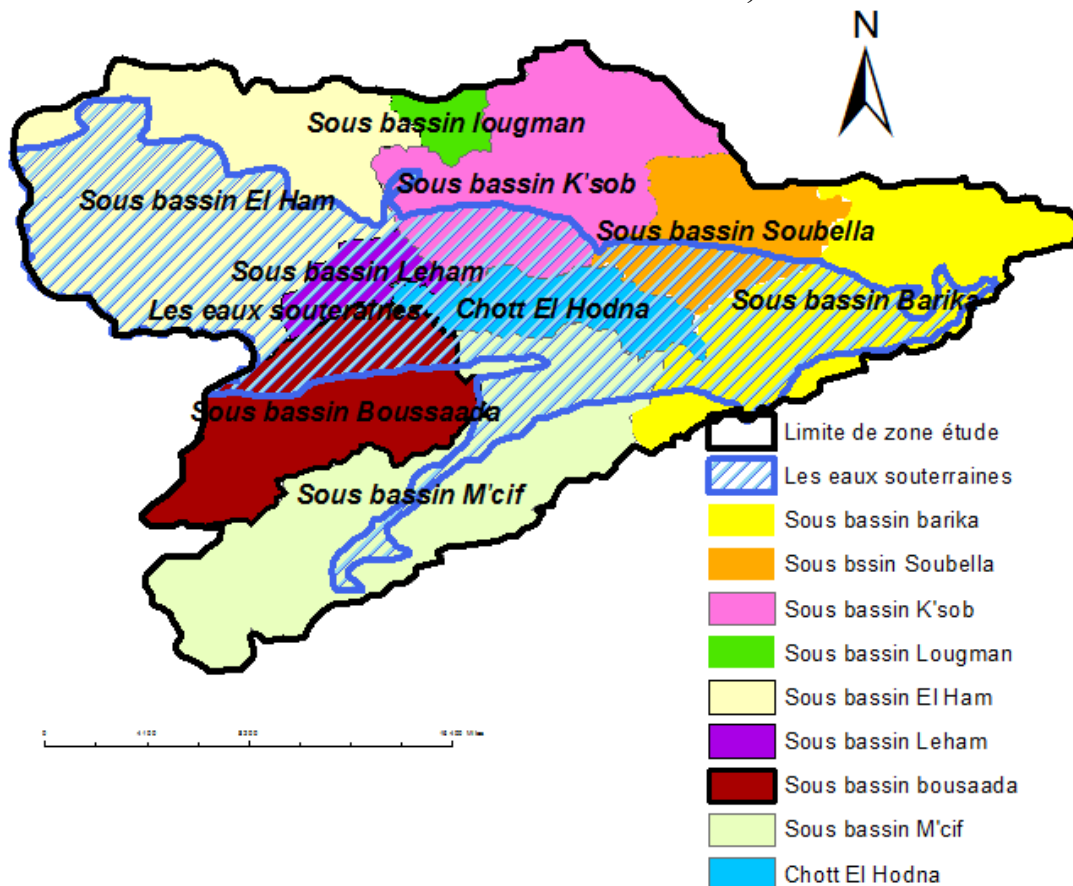 N
Sous bassin lougman
Sous bassin K'sob
Sous bassin El Ham
Sous bassin Soubella
Sous bassin Leham
Sous bassin Barika
Les eaux souteraines
Chott El Hodna
Sous bassin Boussaada
Sous bassin M'cif
Limite de zone étude
Les eaux souterraines
Sous bassin barika
Sous bssin Soubella
Sous bassin K'sob
Sous bassin Lougman
Sous bassin El Ham
Sous bassin Leham
Sous bassin bousaada
Sous bassin M'cif
Chott El Hodna
0